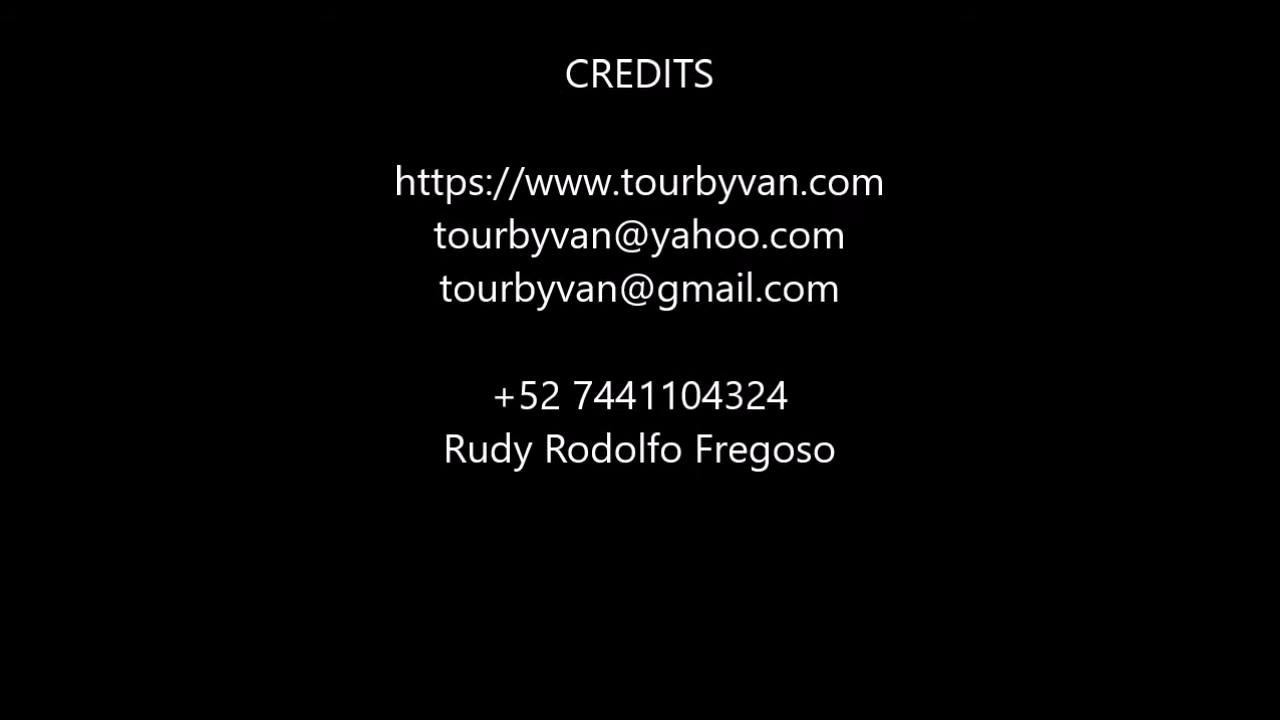 CREDITS
https://www.tourbyvan.com
tourbyvan@yahoo.com
tourbyvan@gmail.com
+52 7441104324
Rudy Rodolfo Fregoso